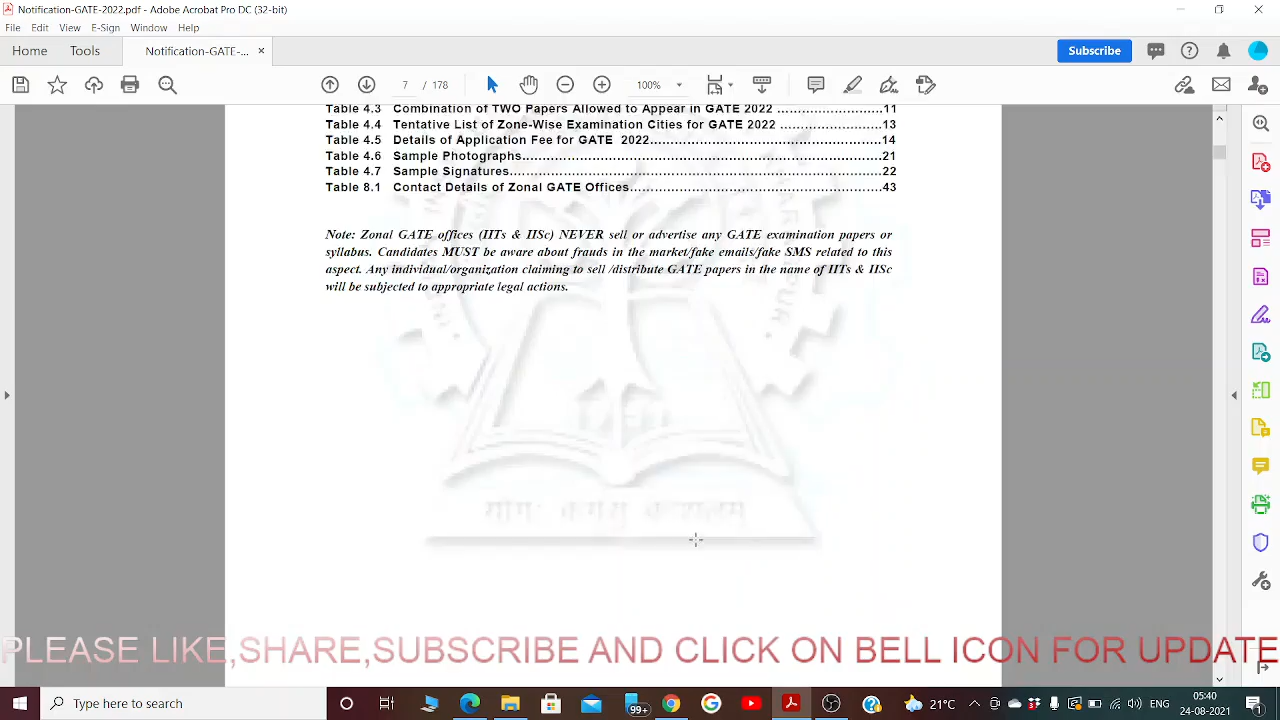 Notification-GATE-2022.pdf - Adobe Acrobat Pro DC (32-bit)
File Edit View E-Sign Window Help
Home Tools Notification-GATE-... × Subscribe
7 / 178 100%
Table 4.3 Combination of TWO Papers Allowed to Appear in GATE 2022 ........................11
Table 4.4 Tentative List of Zone-Wise Examination Cities for GATE 2022 .......................13
Table 4.5 Details of Application Fee for GATE 2022....................................................14
Table 4.6 Sample Photographs..................................................................................21
Table 4.7 Sample Signatures.....................................................................................22
Table 8.1 Contact Details of Zonal GATE Offices.........................................................43
Note: Zonal GATE offices (IITs & IISc) NEVER sell or advertise any GATE examination papers or
syllabus. Candidates MUST be aware about frauds in the market/fake emails/fake SMS related to this
aspect. Any individual/organization claiming to sell /distribute GATE papers in the name of IITs & IISc
will be subjected to appropriate legal actions.
PLEASE LIKE,SHARE,SUBSCRIBE AND CLICK ON BELL ICON FOR UPDATE
Type here to search 99+ 21°C ENG 05:40
24-08-2021